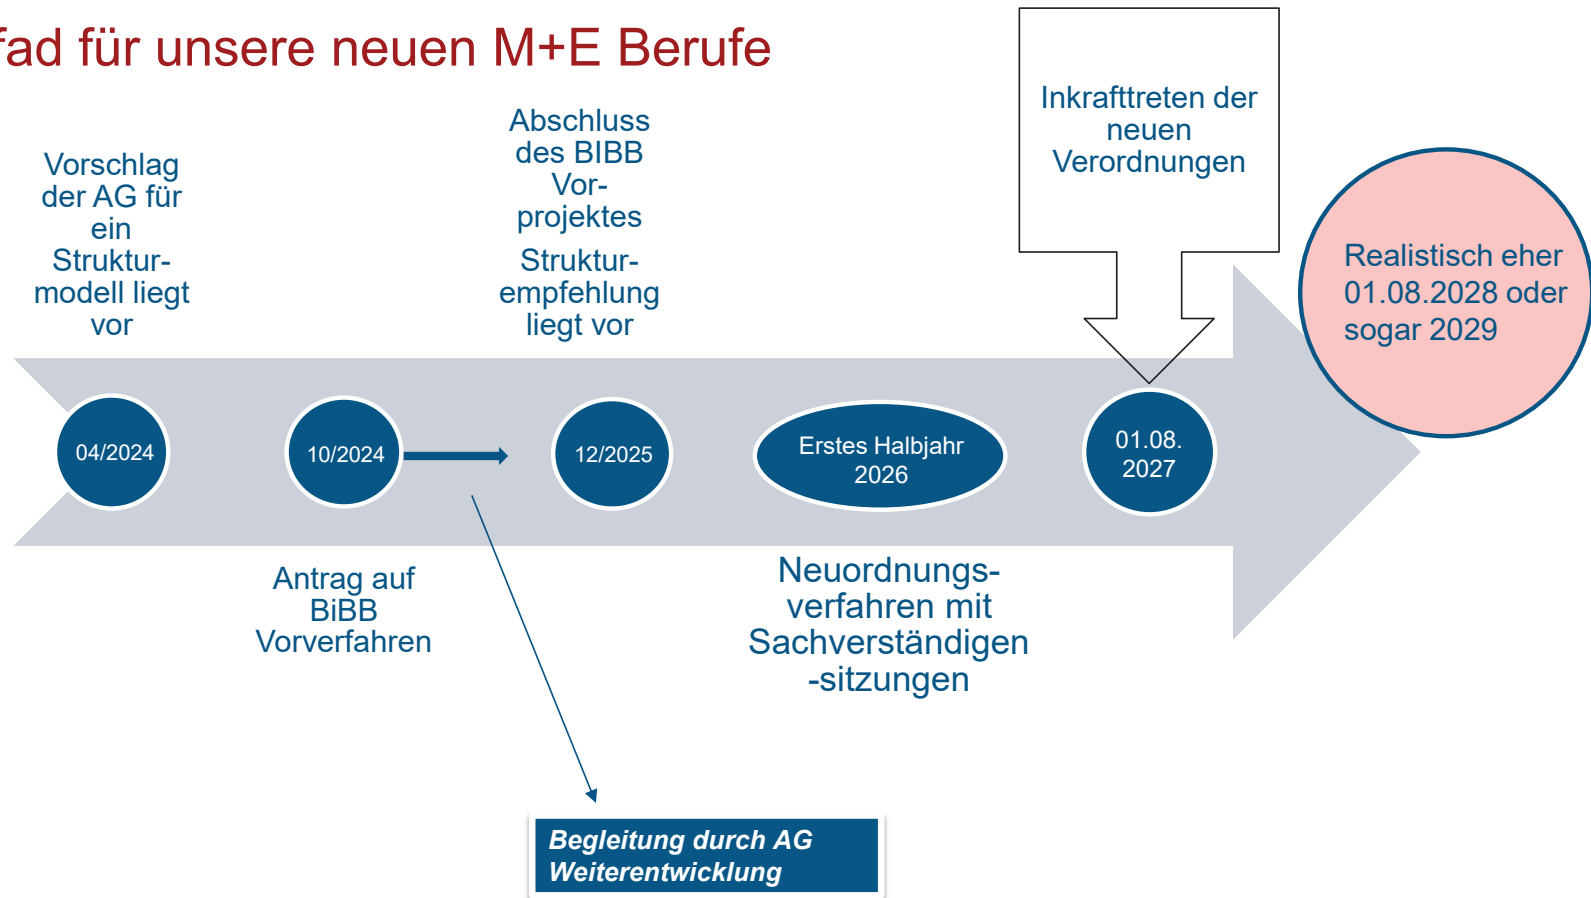 fad für unsere neuen M+E Berufe
Vorschlag
der AG für
ein
Struktur-
modell liegt
vor
Abschluss
des BIBB
Vor-
projektes
Struktur-
empfehlung
liegt vor
Inkrafttreten der
neuen
Verordnungen
Realistisch eher
01.08.2028 oder
sogar 2029
04/2024
10/2024
12/2025
Erstes Halbjahr
2026
01.08.
2027
Antrag auf
BiBB
Vorverfahren
Neuordnungs-
verfahren mit
Sachverständigen
-sitzungen
Begleitung durch AG
Weiterentwicklung